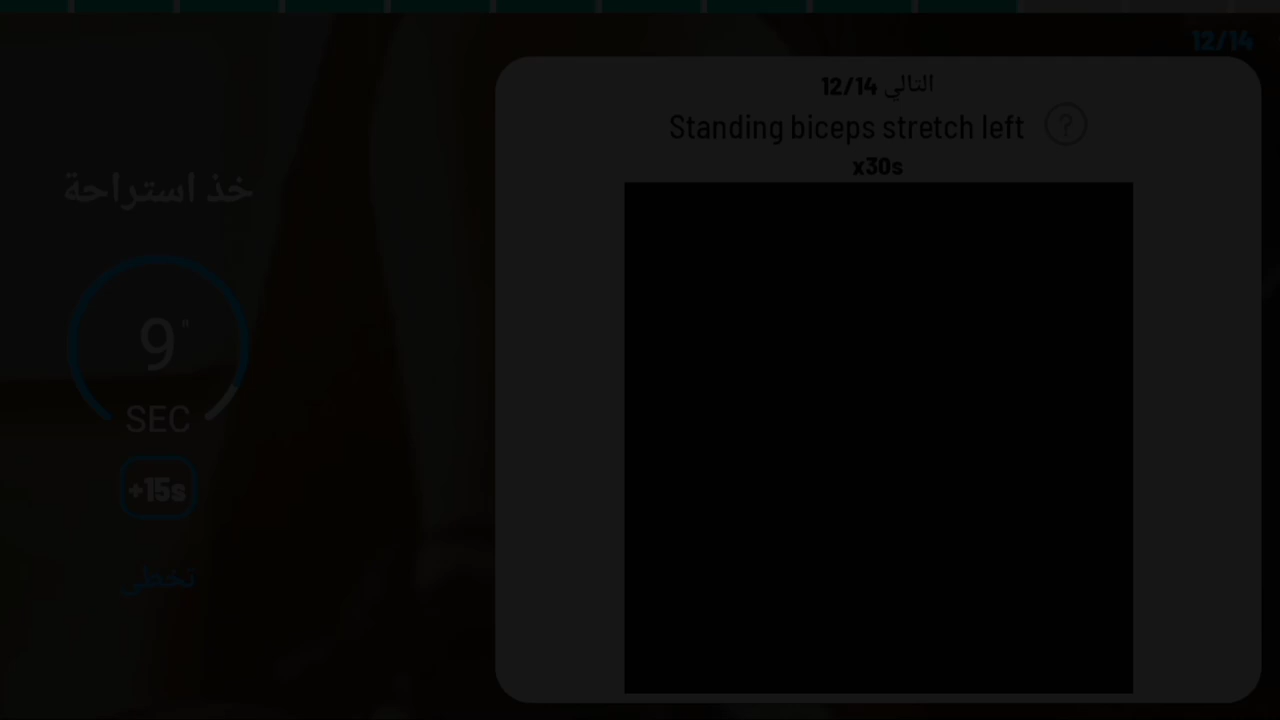 12/14
التالي 12/14
Standing biceps stretch left ?
x30s
خذ استراحة
9"
SEC
+15s
تخطي